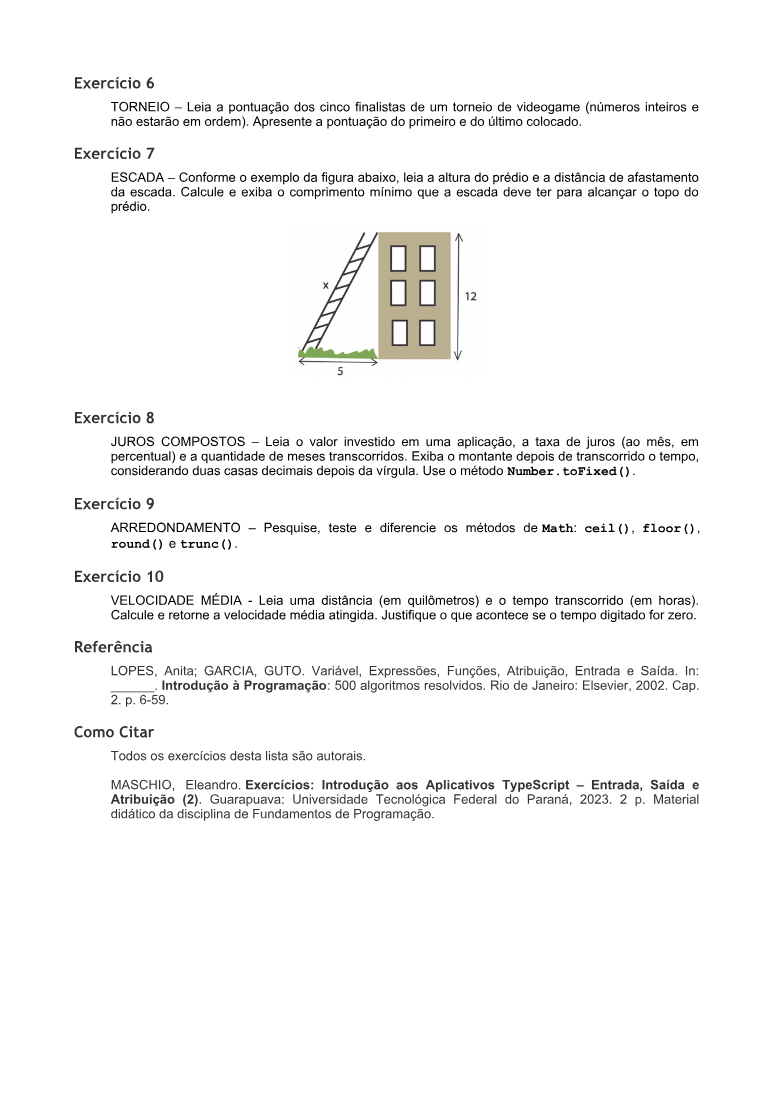 Exercício 6
TORNEIO – Leia a pontuação dos cinco finalistas de um torneio de videogame (números inteiros e
não estarão em ordem). Apresente a pontuação do primeiro e do último colocado.
Exercício 7
ESCADA – Conforme o exemplo da figura abaixo, leia a altura do prédio e a distância de afastamento
da escada. Calcule e exiba o comprimento mínimo que a escada deve ter para alcançar o topo do
prédio.
x
12
5
Exercício 8
JUROS COMPOSTOS – Leia o valor investido em uma aplicação, a taxa de juros (ao mês, em
percentual) e a quantidade de meses transcorridos. Exiba o montante depois de transcorrido o tempo,
considerando duas casas decimais depois da vírgula. Use o método Number.toFixed().
Exercício 9
ARREDONDAMENTO – Pesquise, teste e diferencie os métodos de Math: ceil(), floor(),
round() e trunc().
Exercício 10
VELOCIDADE MÉDIA - Leia uma distância (em quilômetros) e o tempo transcorrido (em horas).
Calcule e retorne a velocidade média atingida. Justifique o que acontece se o tempo digitado for zero.
Referência
LOPES, Anita; GARCIA, GUTO. Variável, Expressões, Funções, Atribuição, Entrada e Saída. In:
______. Introdução à Programação: 500 algoritmos resolvidos. Rio de Janeiro: Elsevier, 2002. Cap.
2. p. 6-59.
Como Citar
Todos os exercícios desta lista são autorais.
MASCHIO, Eleandro. Exercícios: Introdução aos Aplicativos TypeScript – Entrada, Saída e
Atribuição (2). Guarapuava: Universidade Tecnológica Federal do Paraná, 2023. 2 p. Material
didático da disciplina de Fundamentos de Programação.